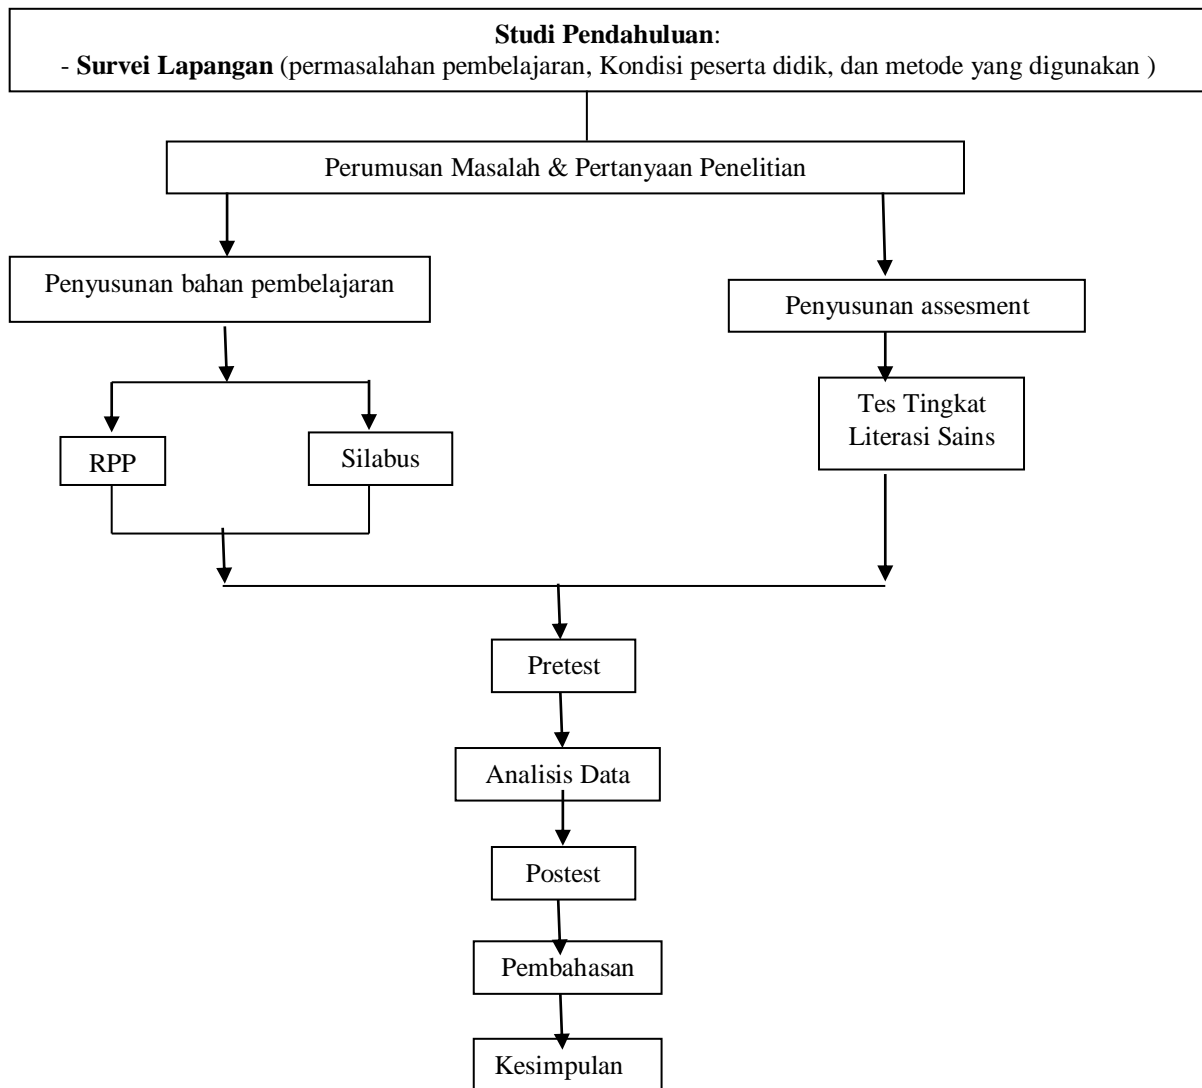 Studi Pendahuluan:
- Survei Lapangan (permasalahan pembelajaran, Kondisi peserta didik, dan metode yang digunakan )
Perumusan Masalah & Pertanyaan Penelitian
Penyusunan bahan pembelajaran
Penyusunan assesment
RPP
Silabus
Tes Tingkat
Literasi Sains
Pretest
Analisis Data
Postest
Pembahasan
Kesimpulan